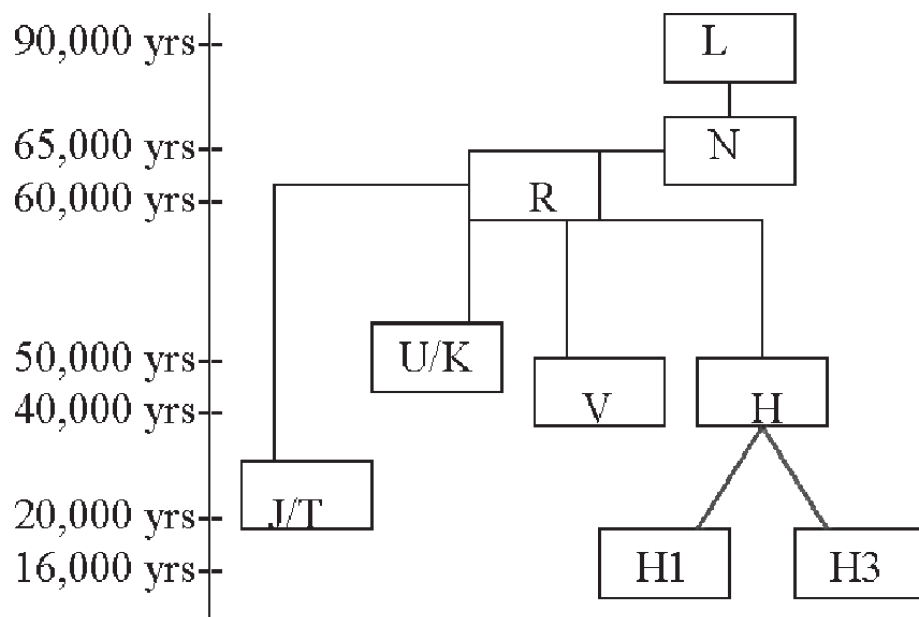 90,000 yrs
L
65,000 yrs
N
60,000 yrs
R
50,000 yrs
U/K
40,000 yrs
V
H
20,000 yrs
J/T
16,000 yrs
H1
H3